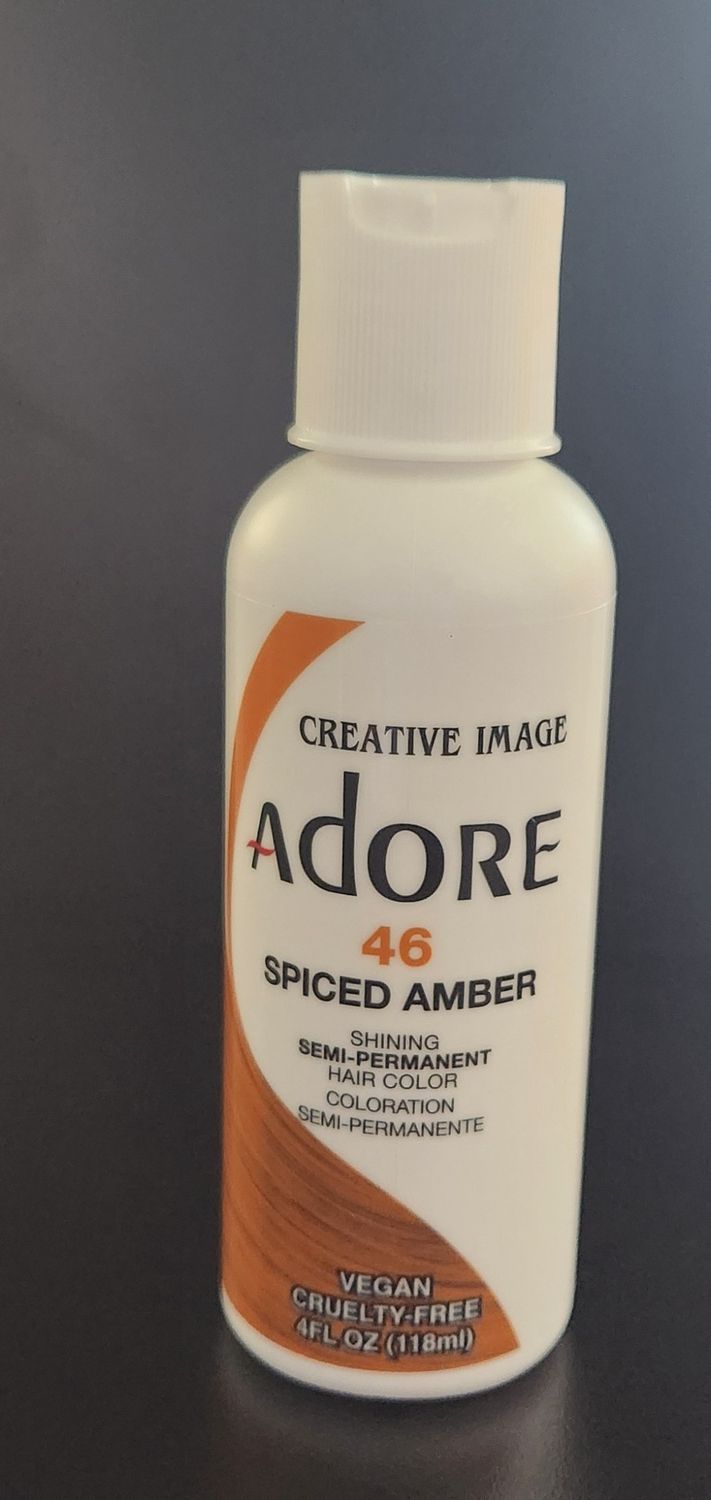 CREATIVE IMAGE
ADORE
46
SPICED AMBER
SHINING
SEMI-PERMANENT
HAIR COLOR
COLORATION
SEMI-PERMANENTE
VEGAN
CRUELTY-FREE
4FL OZ (118ml)